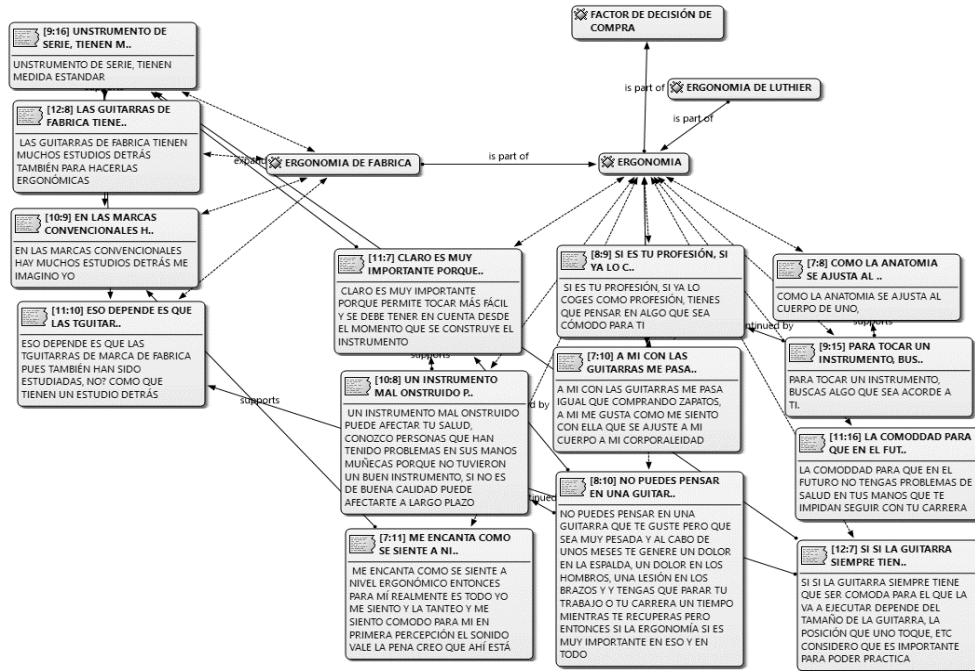 FACTOR DE DECISIÓN DE
COMPRA
is part of
ERGONOMIA DE LUTHIER
is part of
ERGONOMIA DE FABRICA
is part of
ERGONOMIA
[9:16] UNSTRUMENTO DE
SERIE, TIENEN M..
UNSTRUMENTO DE SERIE, TIENEN
MEDIDA ESTANDAR
[12:8] LAS GUITARRAS DE
FABRICA TIENE..
LAS GUITARRAS DE FABRICA TIENEN
MUCHOS ESTUDIOS DETRÁS
TAMBIÉN PARA HACERLAS
ERGONÓMICAS
[10:9] EN LAS MARCAS
CONVENCIONALES H..
EN LAS MARCAS CONVENCIONALES
HAY MUCHOS ESTUDIOS DETRÁS ME
IMAGINO YO
[11:10] ESO DEPENDE ES QUE
LAS TGUITAR..
ESO DEPENDE ES QUE LAS
TGUITARRAS DE MARCA DE FABRICA
PUES TAMBIÉN HAN SIDO
ESTUDIADAS, NO? COMO QUE
TIENEN UN ESTUDIO DETRÁS
supports
[11:7] CLARO ES MUY
IMPORTANTE PORQUE..
CLARO ES MUY IMPORTANTE
PORQUE PERMITE TOCAR MÁS FÁCIL
Y SE DEBE TENER EN CUENTA DESDE
EL MOMENTO QUE SE CONSTRUYE EL
INSTRUMENTO
[10:8] UN INSTRUMENTO
MAL ONSTRUIDO P..
UN INSTRUMENTO MAL ONSTRUIDO
PUEDE AFECTAR TU SALUD,
CONOZCO PERSONAS QUE HAN
TENIDO PROBLEMAS EN SUS MANOS
MUÑECAS PORQUE NO TUVIERON
UN BUEN INSTRUMENTO, SI NO ES
DE BUENA CALIDAD PUEDE
AFECTARTE A LARGO PLAZO
[7:11] ME ENCANTA COMO
SE SIENTE A NI..
ME ENCANTA COMO SE SIENTE A
NIVEL ERGONÓMICO ENTONCES
PARA MÍ REALMENTE ES TODO YO
ME SIENTO Y LA TANTEO Y ME
SIENTO COMODO PARA MI EN
PRIMERA PERCEPCIÓN EL SONIDO
VALE LA PENA CREO QUE AHÍ ESTÁ
[8:9] SI ES TU PROFESIÓN, SI
YA LO C..
SI ES TU PROFESIÓN, SI YA LO
COGES COMO PROFESIÓN, TIENES
QUE PENSAR EN ALGO QUE SEA
CÓMODO PARA TI
[7:10] A MI CON LAS
GUITARRAS ME PASA..
A MI CON LAS GUITARRAS ME PASA
IGUAL QUE COMPRANDO ZAPATOS,
A MI ME GUSTA COMO ME SIENTO
CON ELLA QUE SE AJUSTE A MI
CUERPO A MI CORPORALEIDAD
[8:10] NO PUEDES PENSAR
EN UNA GUITAR..
NO PUEDES PENSAR EN UNA
GUITARRA QUE TE GUSTE PERO QUE
SEA MUY PESADA Y AL CABO DE
UNOS MESES TE GENERE UN DOLOR
EN LA ESPALDA, UN DOLOR EN LOS
HOMBROS, UNA LESIÓN EN LOS
BRAZOS Y Y TENGAS QUE PARAR TU
TRABAJO O TU CARRERA UN TIEMPO
MIENTRAS TE RECUPERAS PERO
ENTONCES SI LA ERGONOMÍA SI ES
MUY IMPORTANTE EN ESO Y EN
TODO
[7:8] COMO LA ANATOMIA
SE AJUSTA AL ..
COMO LA ANATOMIA SE AJUSTA AL
CUERPO DE UNO,
[9:15] PARA TOCAR UN
INSTRUMENTO, BUS..
PARA TOCAR UN INSTRUMENTO,
BUSCAS ALGO QUE SEA ACORDE A
TI.
[11:16] LA COMODDAD PARA
QUE EN EL FUT..
LA COMODDAD PARA QUE EN EL
FUTURO NO TENGAS PROBLEMAS DE
SALUD EN TUS MANOS QUE TE
IMPIDAN SEGUIR CON TU CARRERA
[12:7] SI SI LA GUITARRA
SIEMPRE TIEN..
SI SI LA GUITARRA SIEMPRE TIENE
QUE SER COMODA PARA EL QUE LA
VA A EJECUTAR DEPENDE DEL
TAMAÑO DE LA GUITARRA, LA
POSICIÓN QUE UNO TOQUE, ETC
CONSIDERO QUE ES IMPORTANTE
PARA PODER PRACTICA